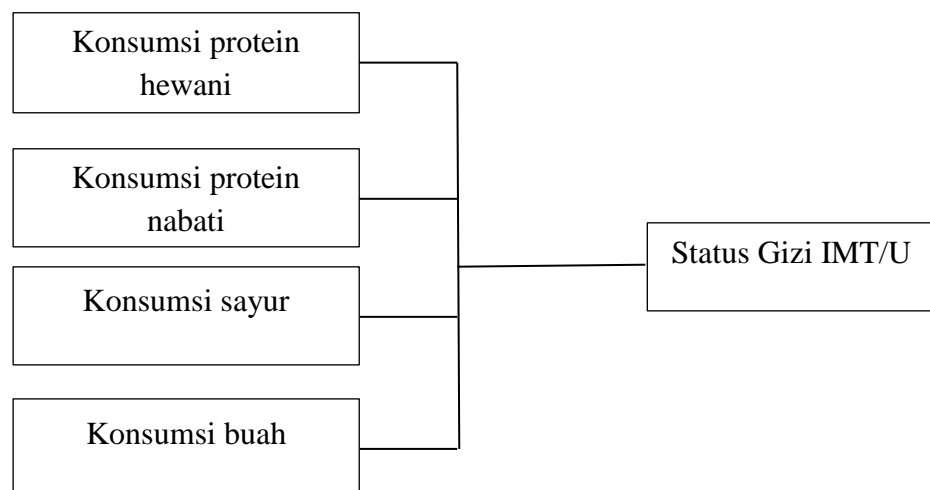 Konsumsi protein
hewani
Konsumsi protein
nabati
Status Gizi IMT/U
Konsumsi sayur
Konsumsi buah